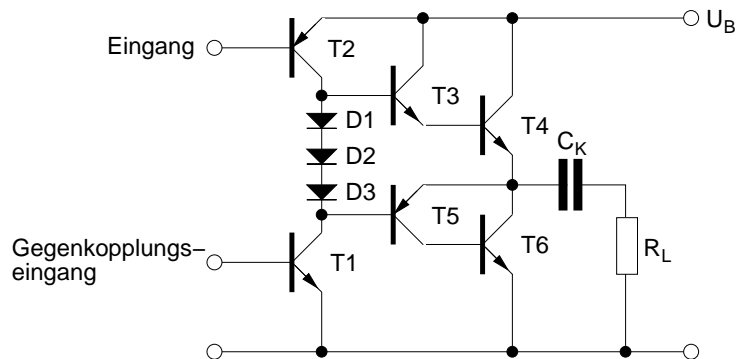 Eingang
T2
U_B
T3
D1
T4
D2
C_K
D3
T5
Gegenkopplungs–
eingang
T1
T6
R_L